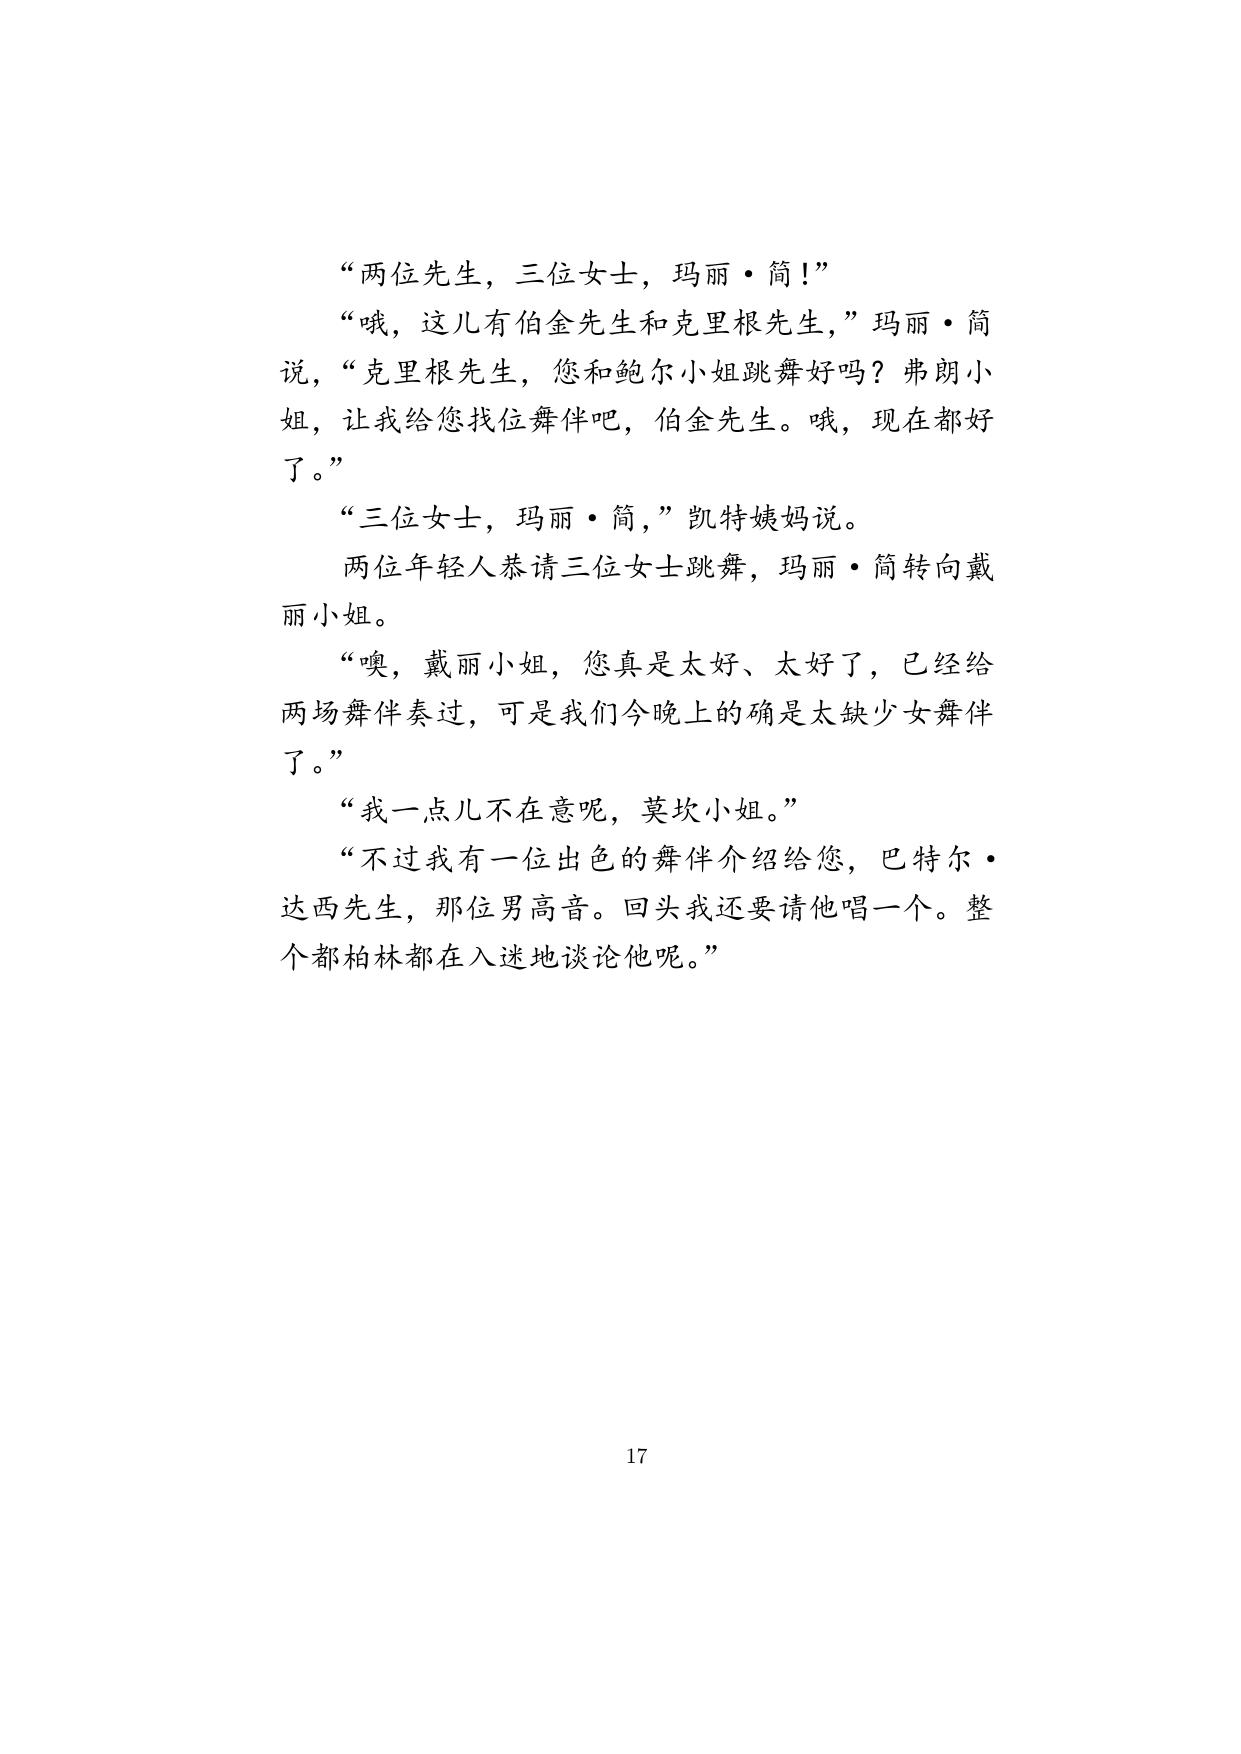 “两位先生，三位女士，玛丽·简！”
“哦，这儿有伯金先生和克里根先生，”玛丽·简
说，“克里根先生，您和鲍尔小姐跳舞好吗？弗朗小
姐，让我给您找位舞伴吧，伯金先生。哦，现在都好
了。”
“三位女士，玛丽·简，”凯特姨妈说。
两位年轻人恭请三位女士跳舞，玛丽·简转向戴
丽小姐。
“噢，戴丽小姐，您真是太好、太好了，已经给
两场舞伴奏过，可是我们今晚上的确是太缺少女舞伴
了。”
“我一点儿不在意呢，莫坎小姐。”
“不过我有一位出色的舞伴介绍给您，巴特尔·
达西先生，那位男高音。回头我还要请他唱一个。整
个都柏林都在入迷地谈论他呢。”
17